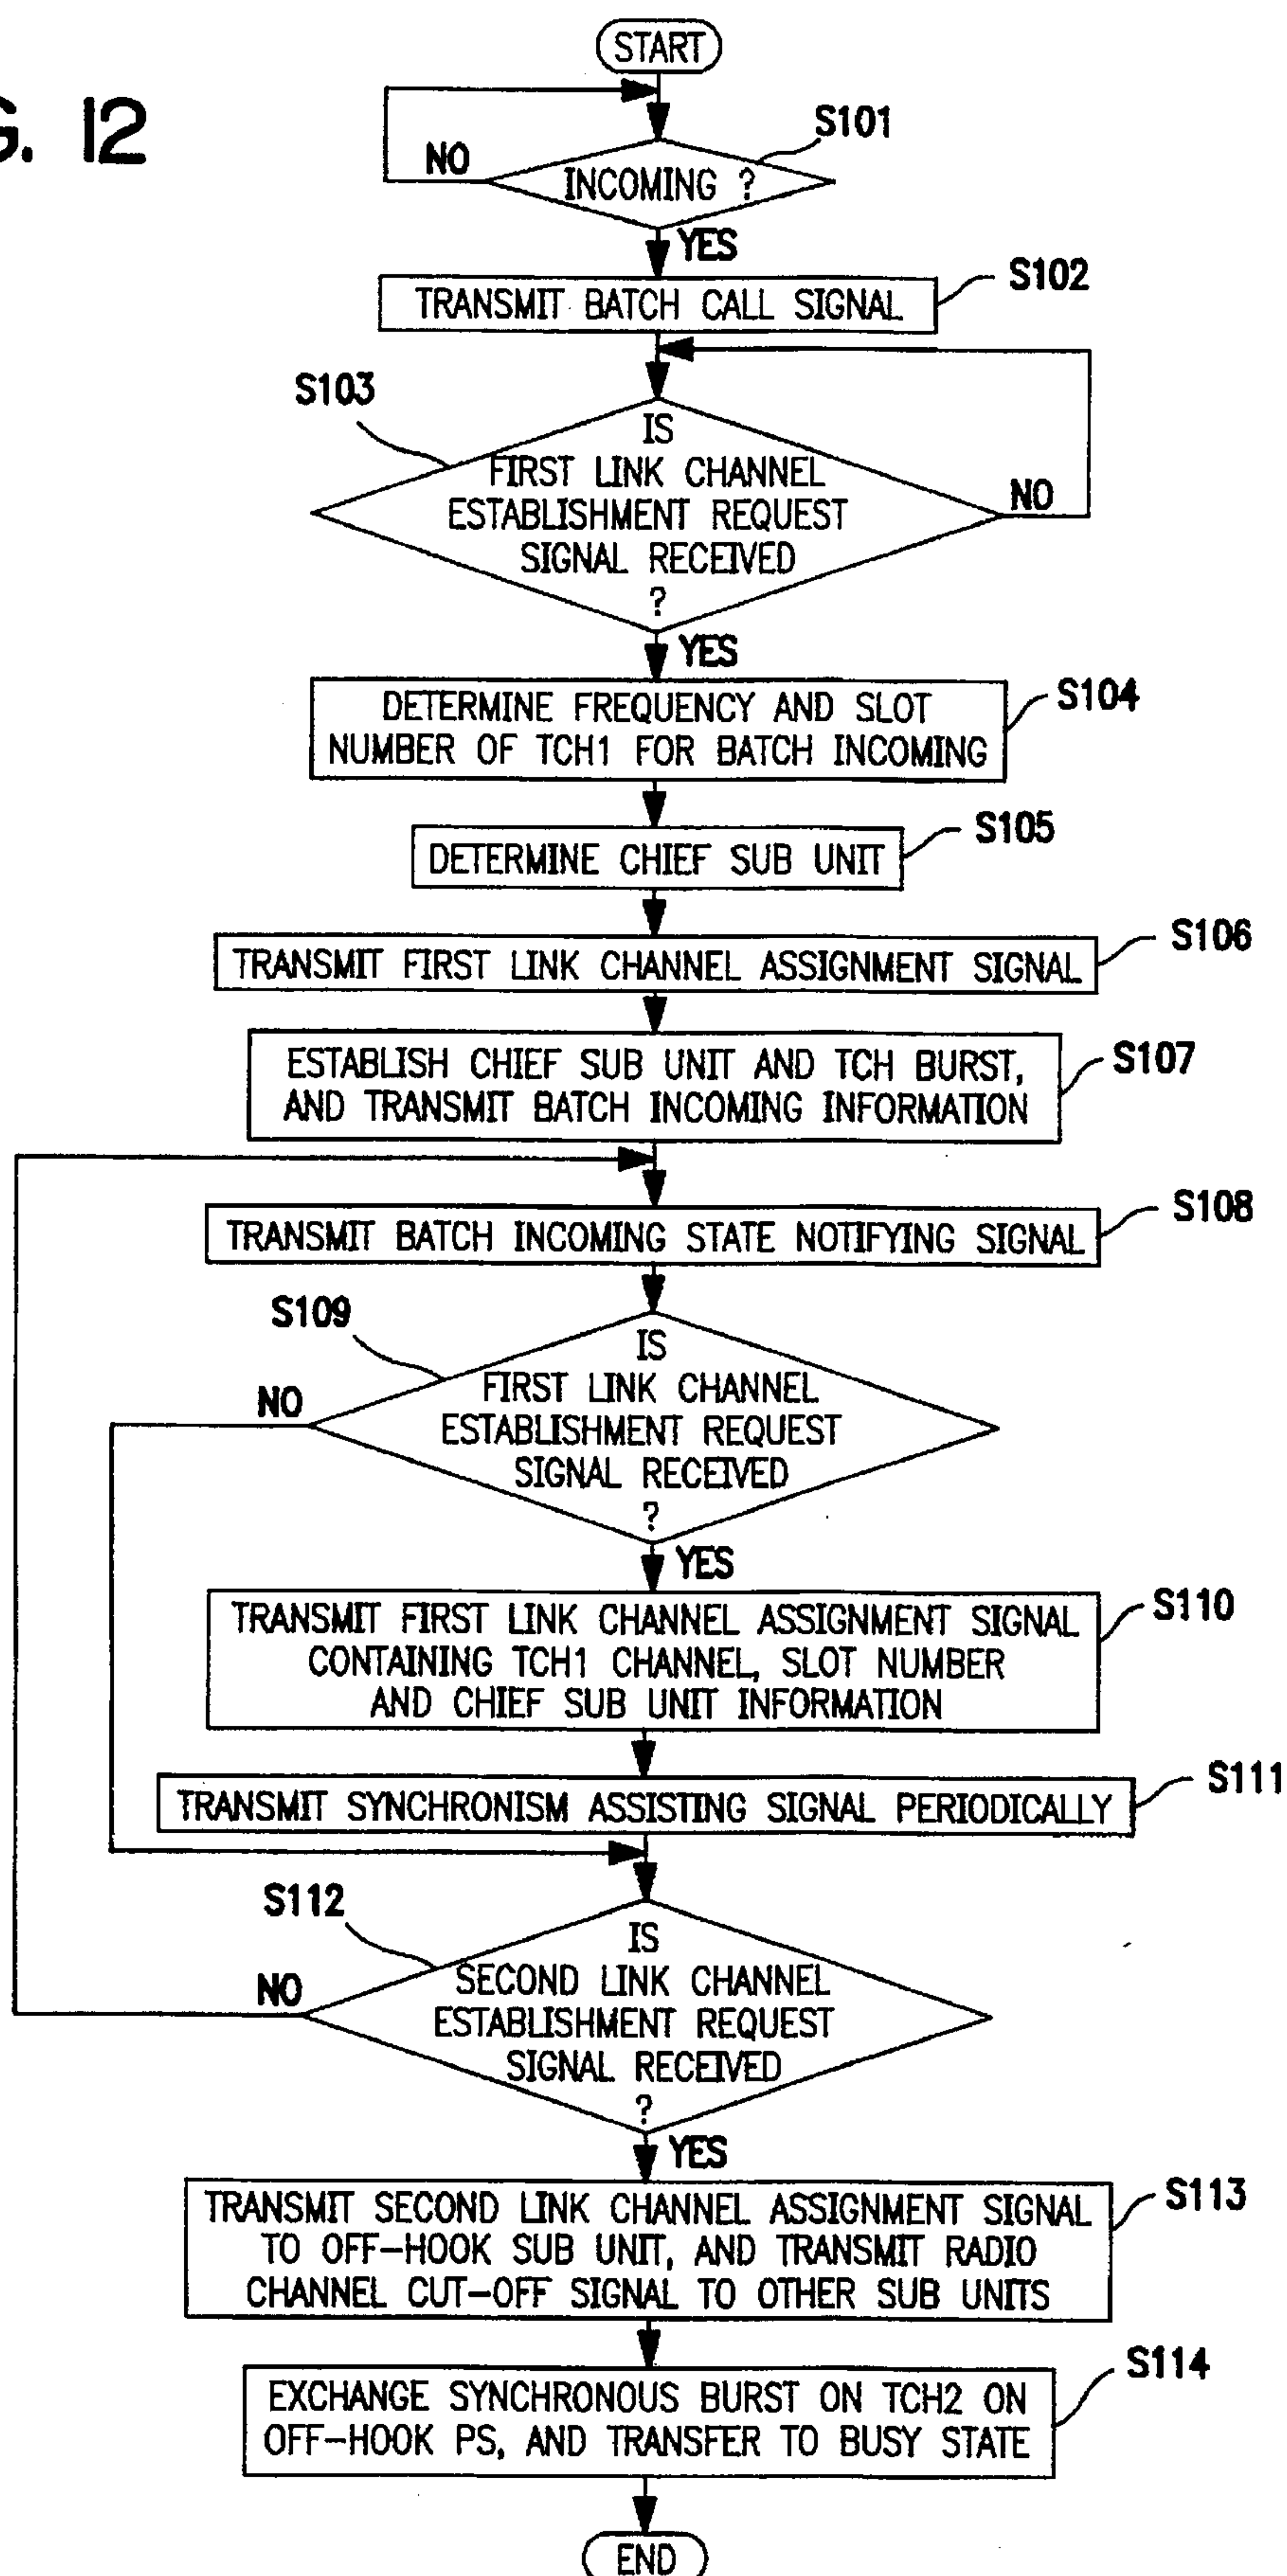 G. 12
START
S101
NO
INCOMING ?
YES
S102
TRANSMIT BATCH CALL SIGNAL
S103
IS
FIRST LINK CHANNEL
ESTABLISHMENT REQUEST
SIGNAL RECEIVED
?
NO
YES
S104
DETERMINE FREQUENCY AND SLOT
NUMBER OF TCH1 FOR BATCH INCOMING
S105
DETERMINE CHIEF SUB UNIT
S106
TRANSMIT FIRST LINK CHANNEL ASSIGNMENT SIGNAL
S107
ESTABLISH CHIEF SUB UNIT AND TCH BURST,
AND TRANSMIT BATCH INCOMING INFORMATION
S108
TRANSMIT BATCH INCOMING STATE NOTIFYING SIGNAL
S109
IS
FIRST LINK CHANNEL
ESTABLISHMENT REQUEST
SIGNAL RECEIVED
?
NO
YES
S110
TRANSMIT FIRST LINK CHANNEL ASSIGNMENT SIGNAL
CONTAINING TCH1 CHANNEL, SLOT NUMBER
AND CHIEF SUB UNIT INFORMATION
S111
TRANSMIT SYNCHRONISM ASSISTING SIGNAL PERIODICALLY
S112
IS
SECOND LINK CHANNEL
ESTABLISHMENT REQUEST
SIGNAL RECEIVED
?
NO
YES
S113
TRANSMIT SECOND LINK CHANNEL ASSIGNMENT SIGNAL
TO OFF-HOOK SUB UNIT, AND TRANSMIT RADIO
CHANNEL CUT-OFF SIGNAL TO OTHER SUB UNITS
S114
EXCHANGE SYNCHRONOUS BURST ON TCH2 ON
OFF-HOOK PS, AND TRANSFER TO BUSY STATE
END